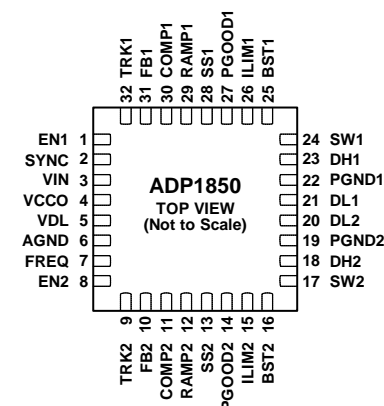 32 TRK1
31 FB1
30 COMP1
29 RAMP1
28 SS1
27 PGOOD1
26 ILIM1
25 BST1
EN1 1
SYNC 2
VIN 3
VCCO 4
VDL 5
AGND 6
FREQ 7
EN2 8
ADP1850
TOP VIEW
(Not to Scale)
24 SW1
23 DH1
22 PGND1
21 DL1
20 DL2
19 PGND2
18 DH2
17 SW2
TRK2 9
FB2 10
COMP2 11
RAMP2 12
SS2 13
PGOOD2 14
ILIM2 15
BST2 16